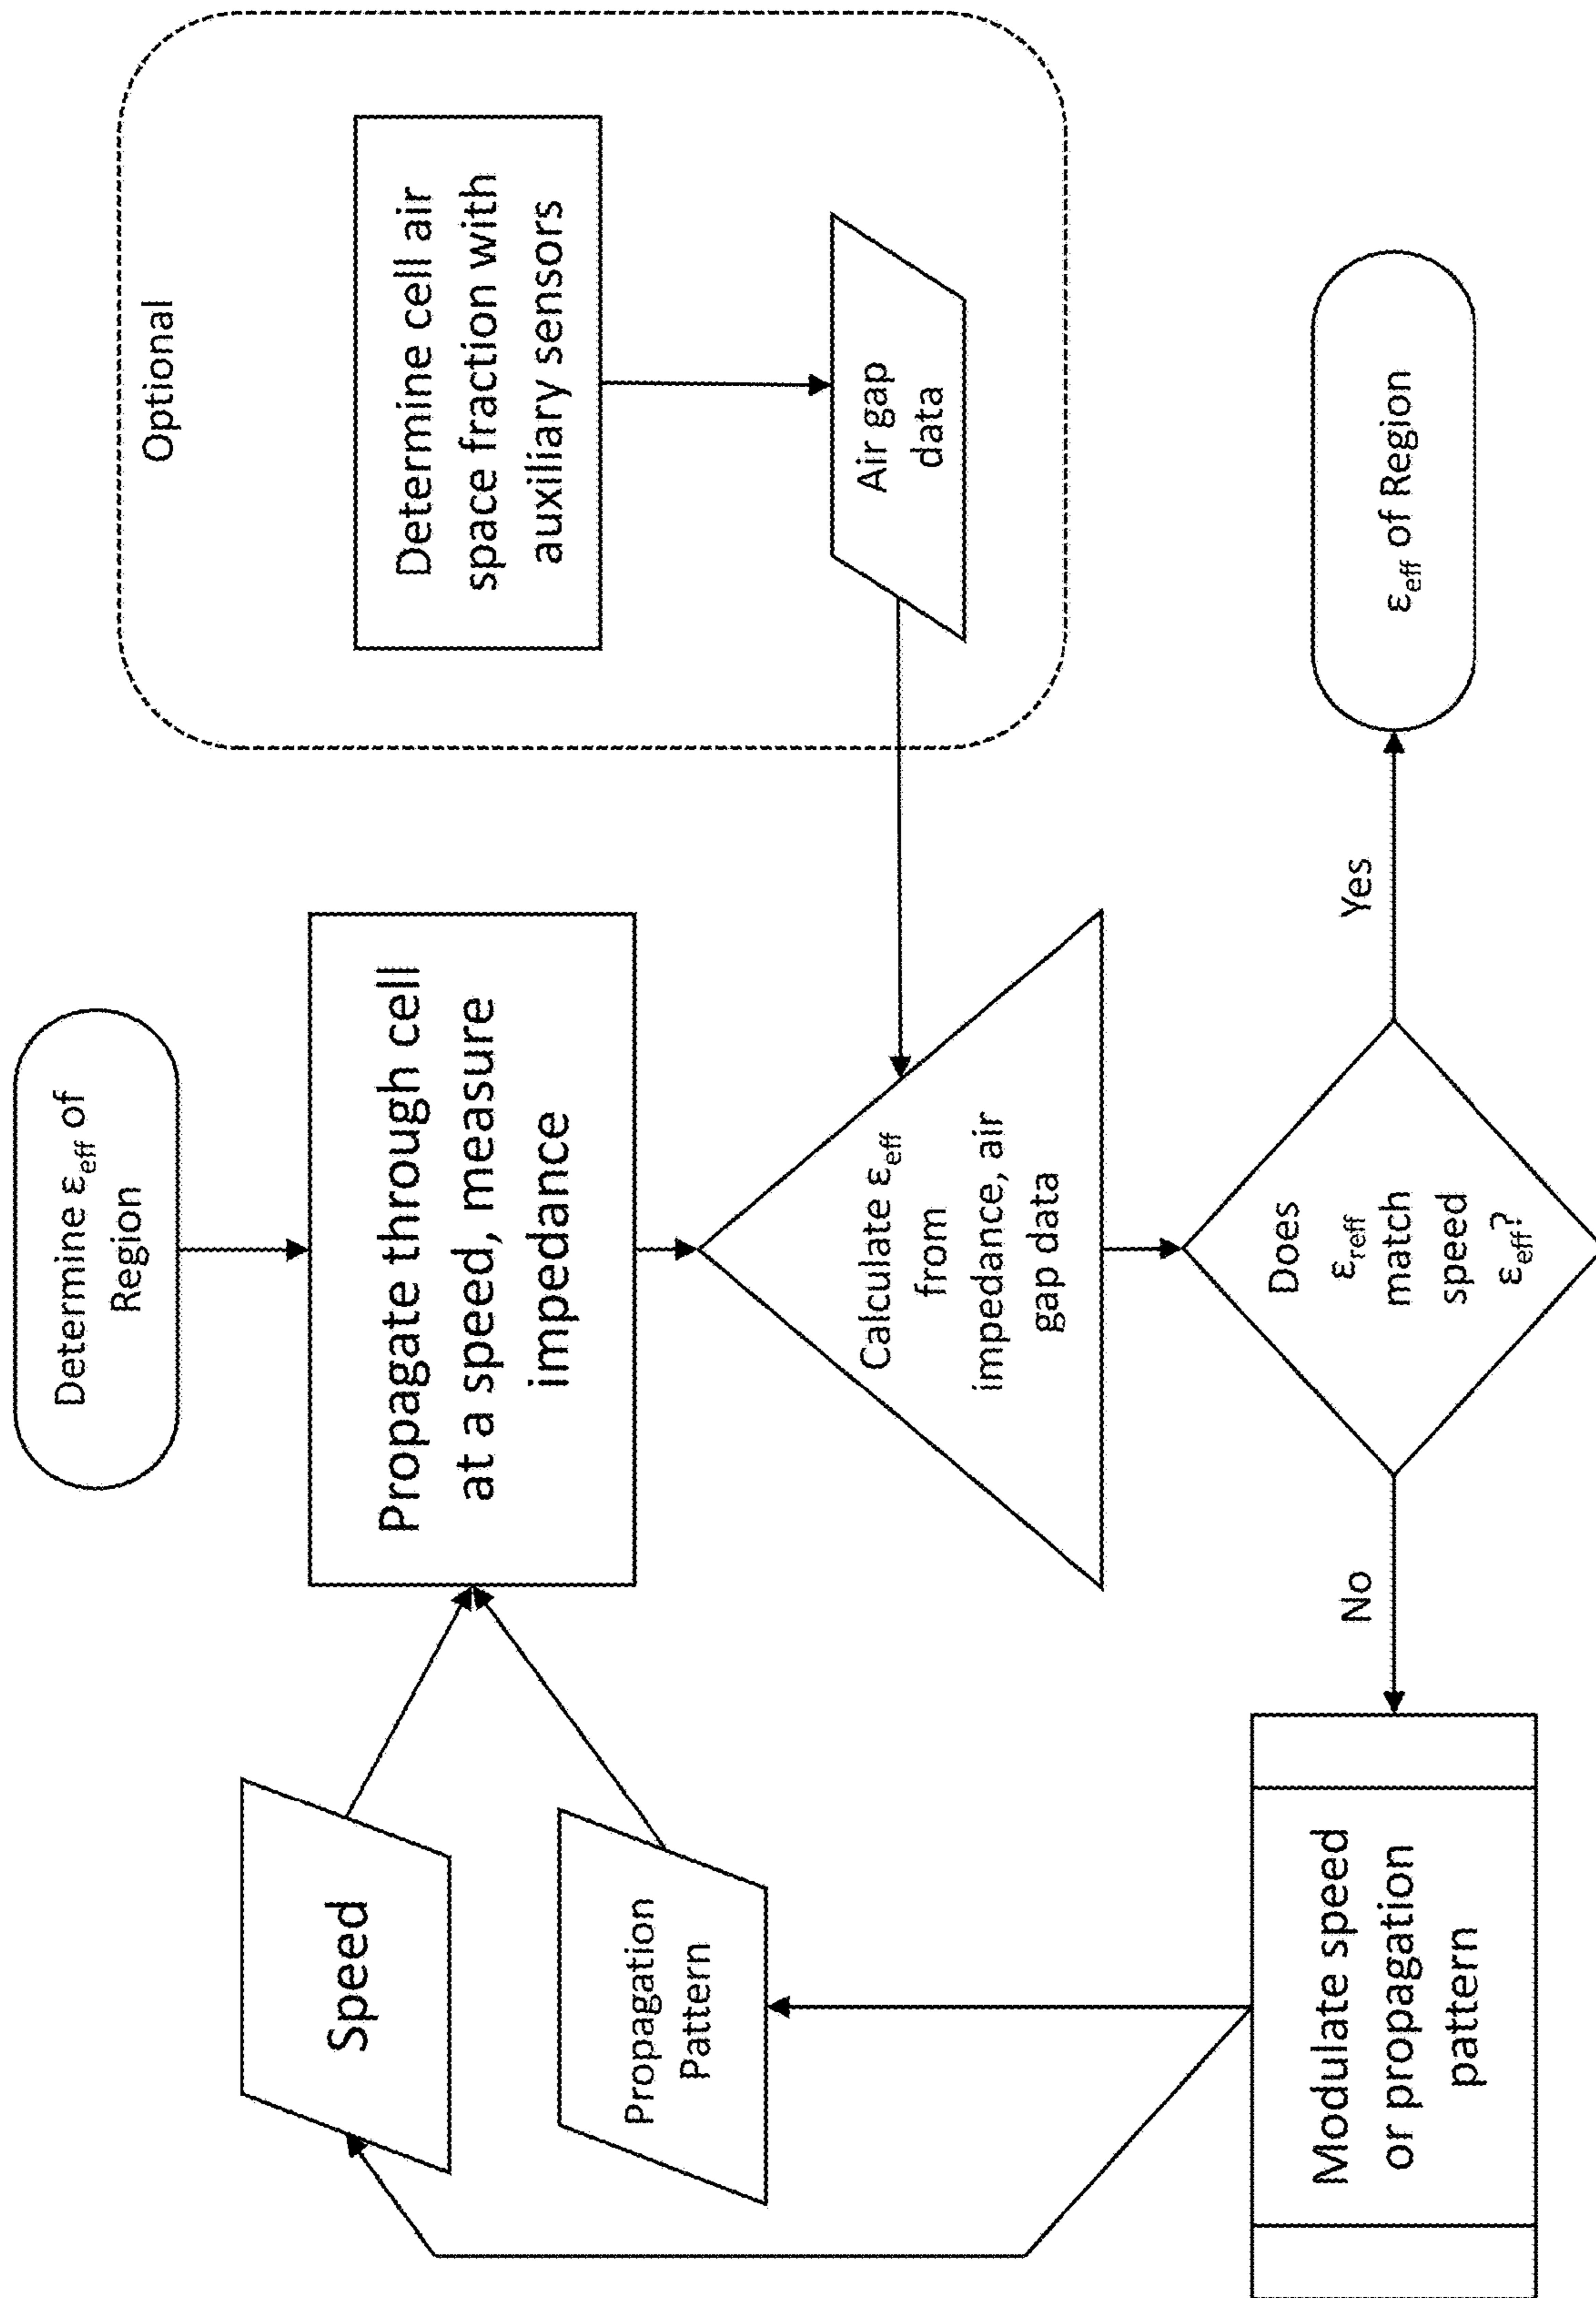 Determine εeff of
Region
Optional
Speed
Propagate through cell
at a speed, measure
impedance
Determine cell air
space fraction with
auxiliary sensors
Propagation
Pattern
Calculate εeff
from
impedance, air
gap data
Air gap
data
No
Yes
Modulate speed
or propagation
pattern
Does
εreff
match
speed
εeff?
εeff of Region